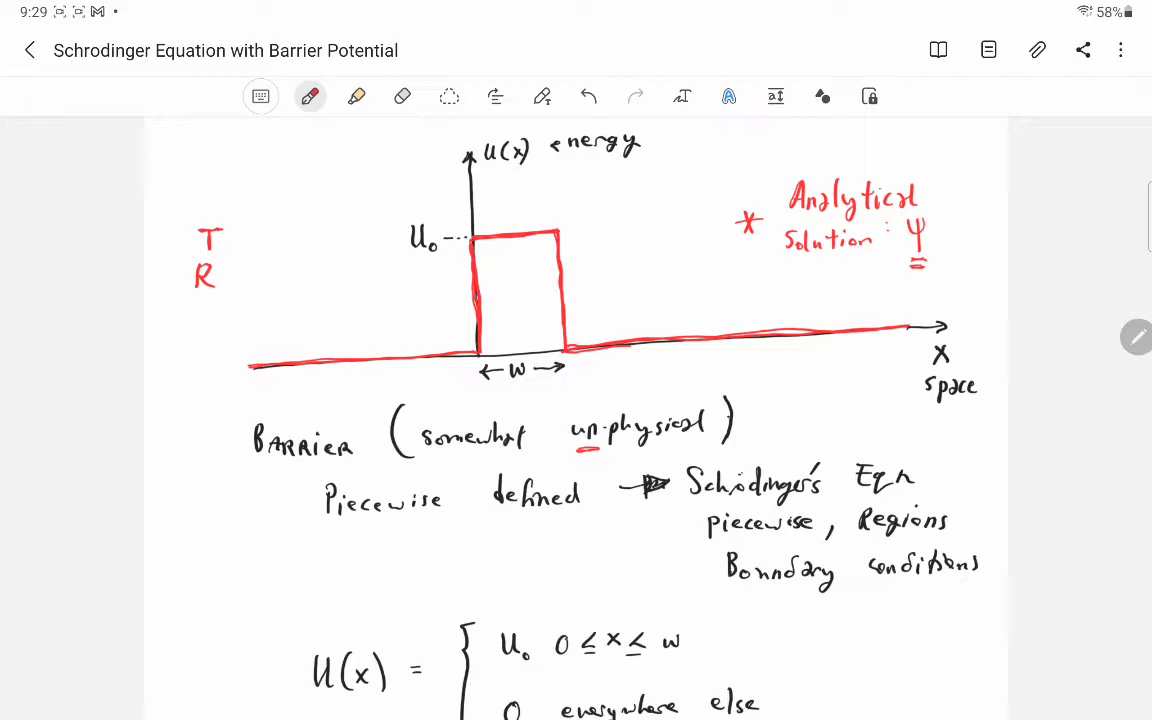 9:29
58%
Schrodinger Equation with Barrier Potential
U(x) energy
U₀
T
R
* Analytical
Solution: ψ
← w →
x
space
BARRIER (somewhat un-physical)
Piecewise defined → Schödinger's Eqn
piecewise, Regions
Boundary conditions
U(x) = { U₀ 0 ≤ x ≤ w
0 everywhere else